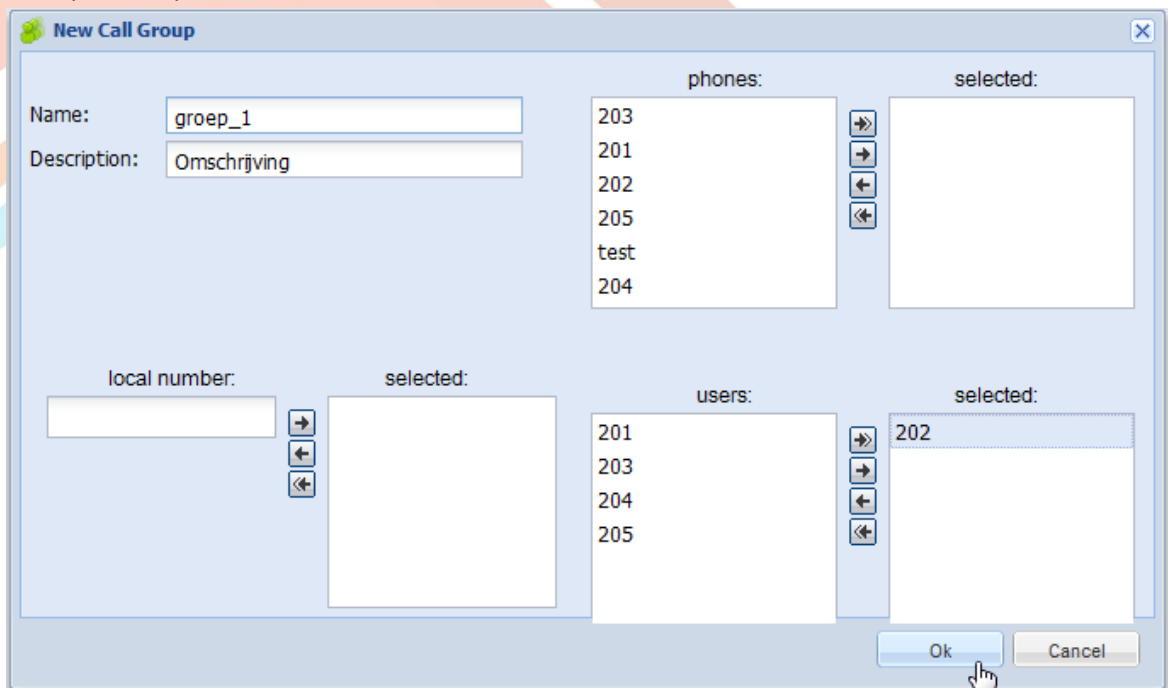 New Call Group
Name:
groep_1
Description:
Omschrijving
phones:
selected:
203
201
202
205
test
204
local number:
selected:
users:
selected:
201
203
204
205
202
Ok
Cancel